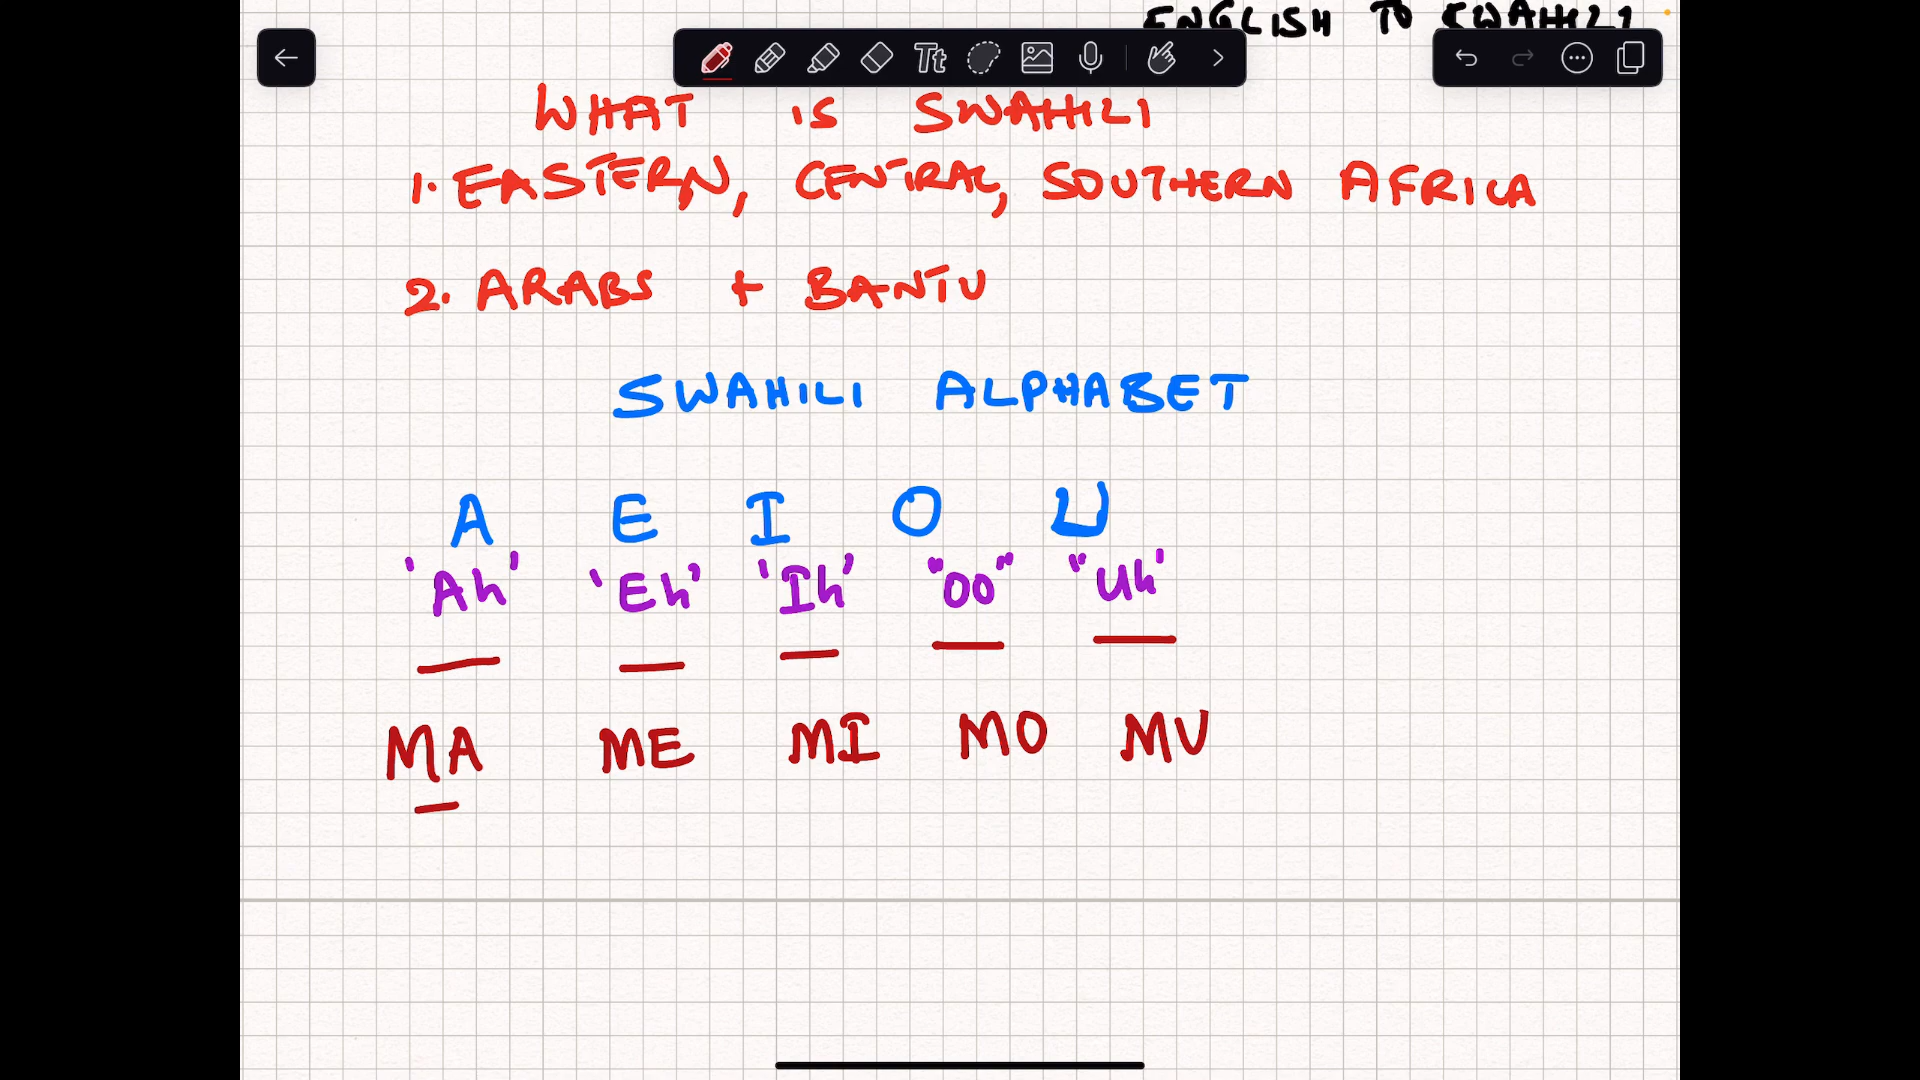 ENGLISH TO SWAHILI
Tt
WHAT IS SWAHILI
1. EASTERN, CENTRAL, SOUTHERN AFRICA
2. ARABS + BANTU
SWAHILI ALPHABET
A E I O U
'Ah' 'Eh' 'Ih' "OO" "Uh'
MA ME MI MO MU